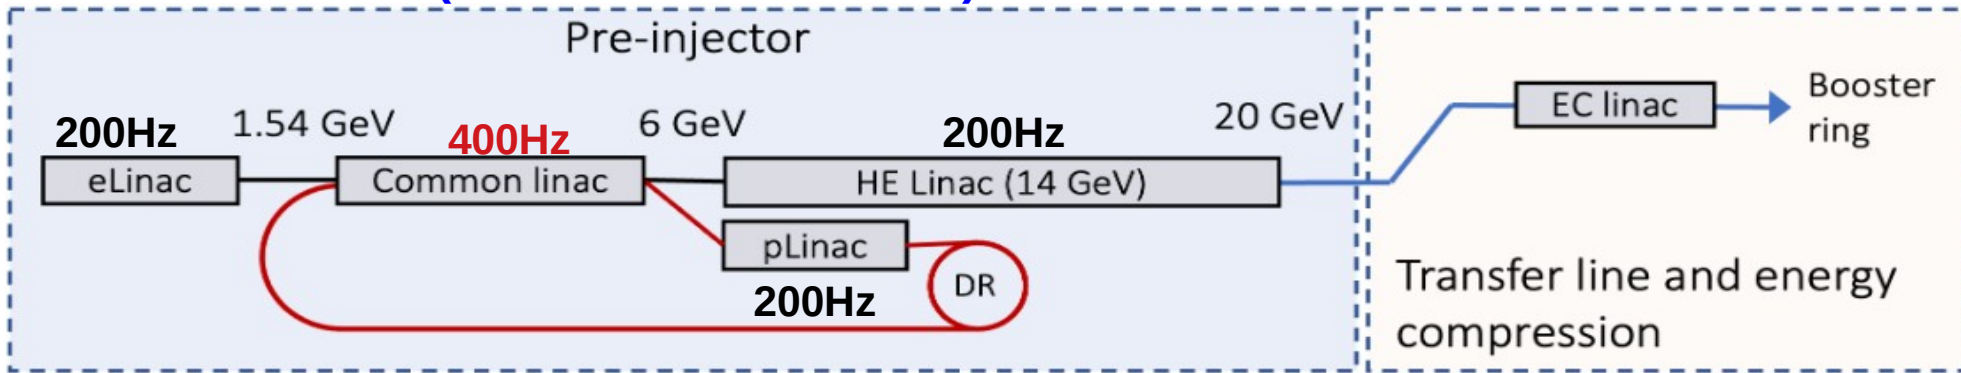 Pre-injector
200Hz
1.54 GeV
400Hz
6 GeV
200Hz
20 GeV
eLinac
Common linac
HE Linac (14 GeV)
pLinac
DR
200Hz
EC linac
Booster
ring
Transfer line and energy
compression